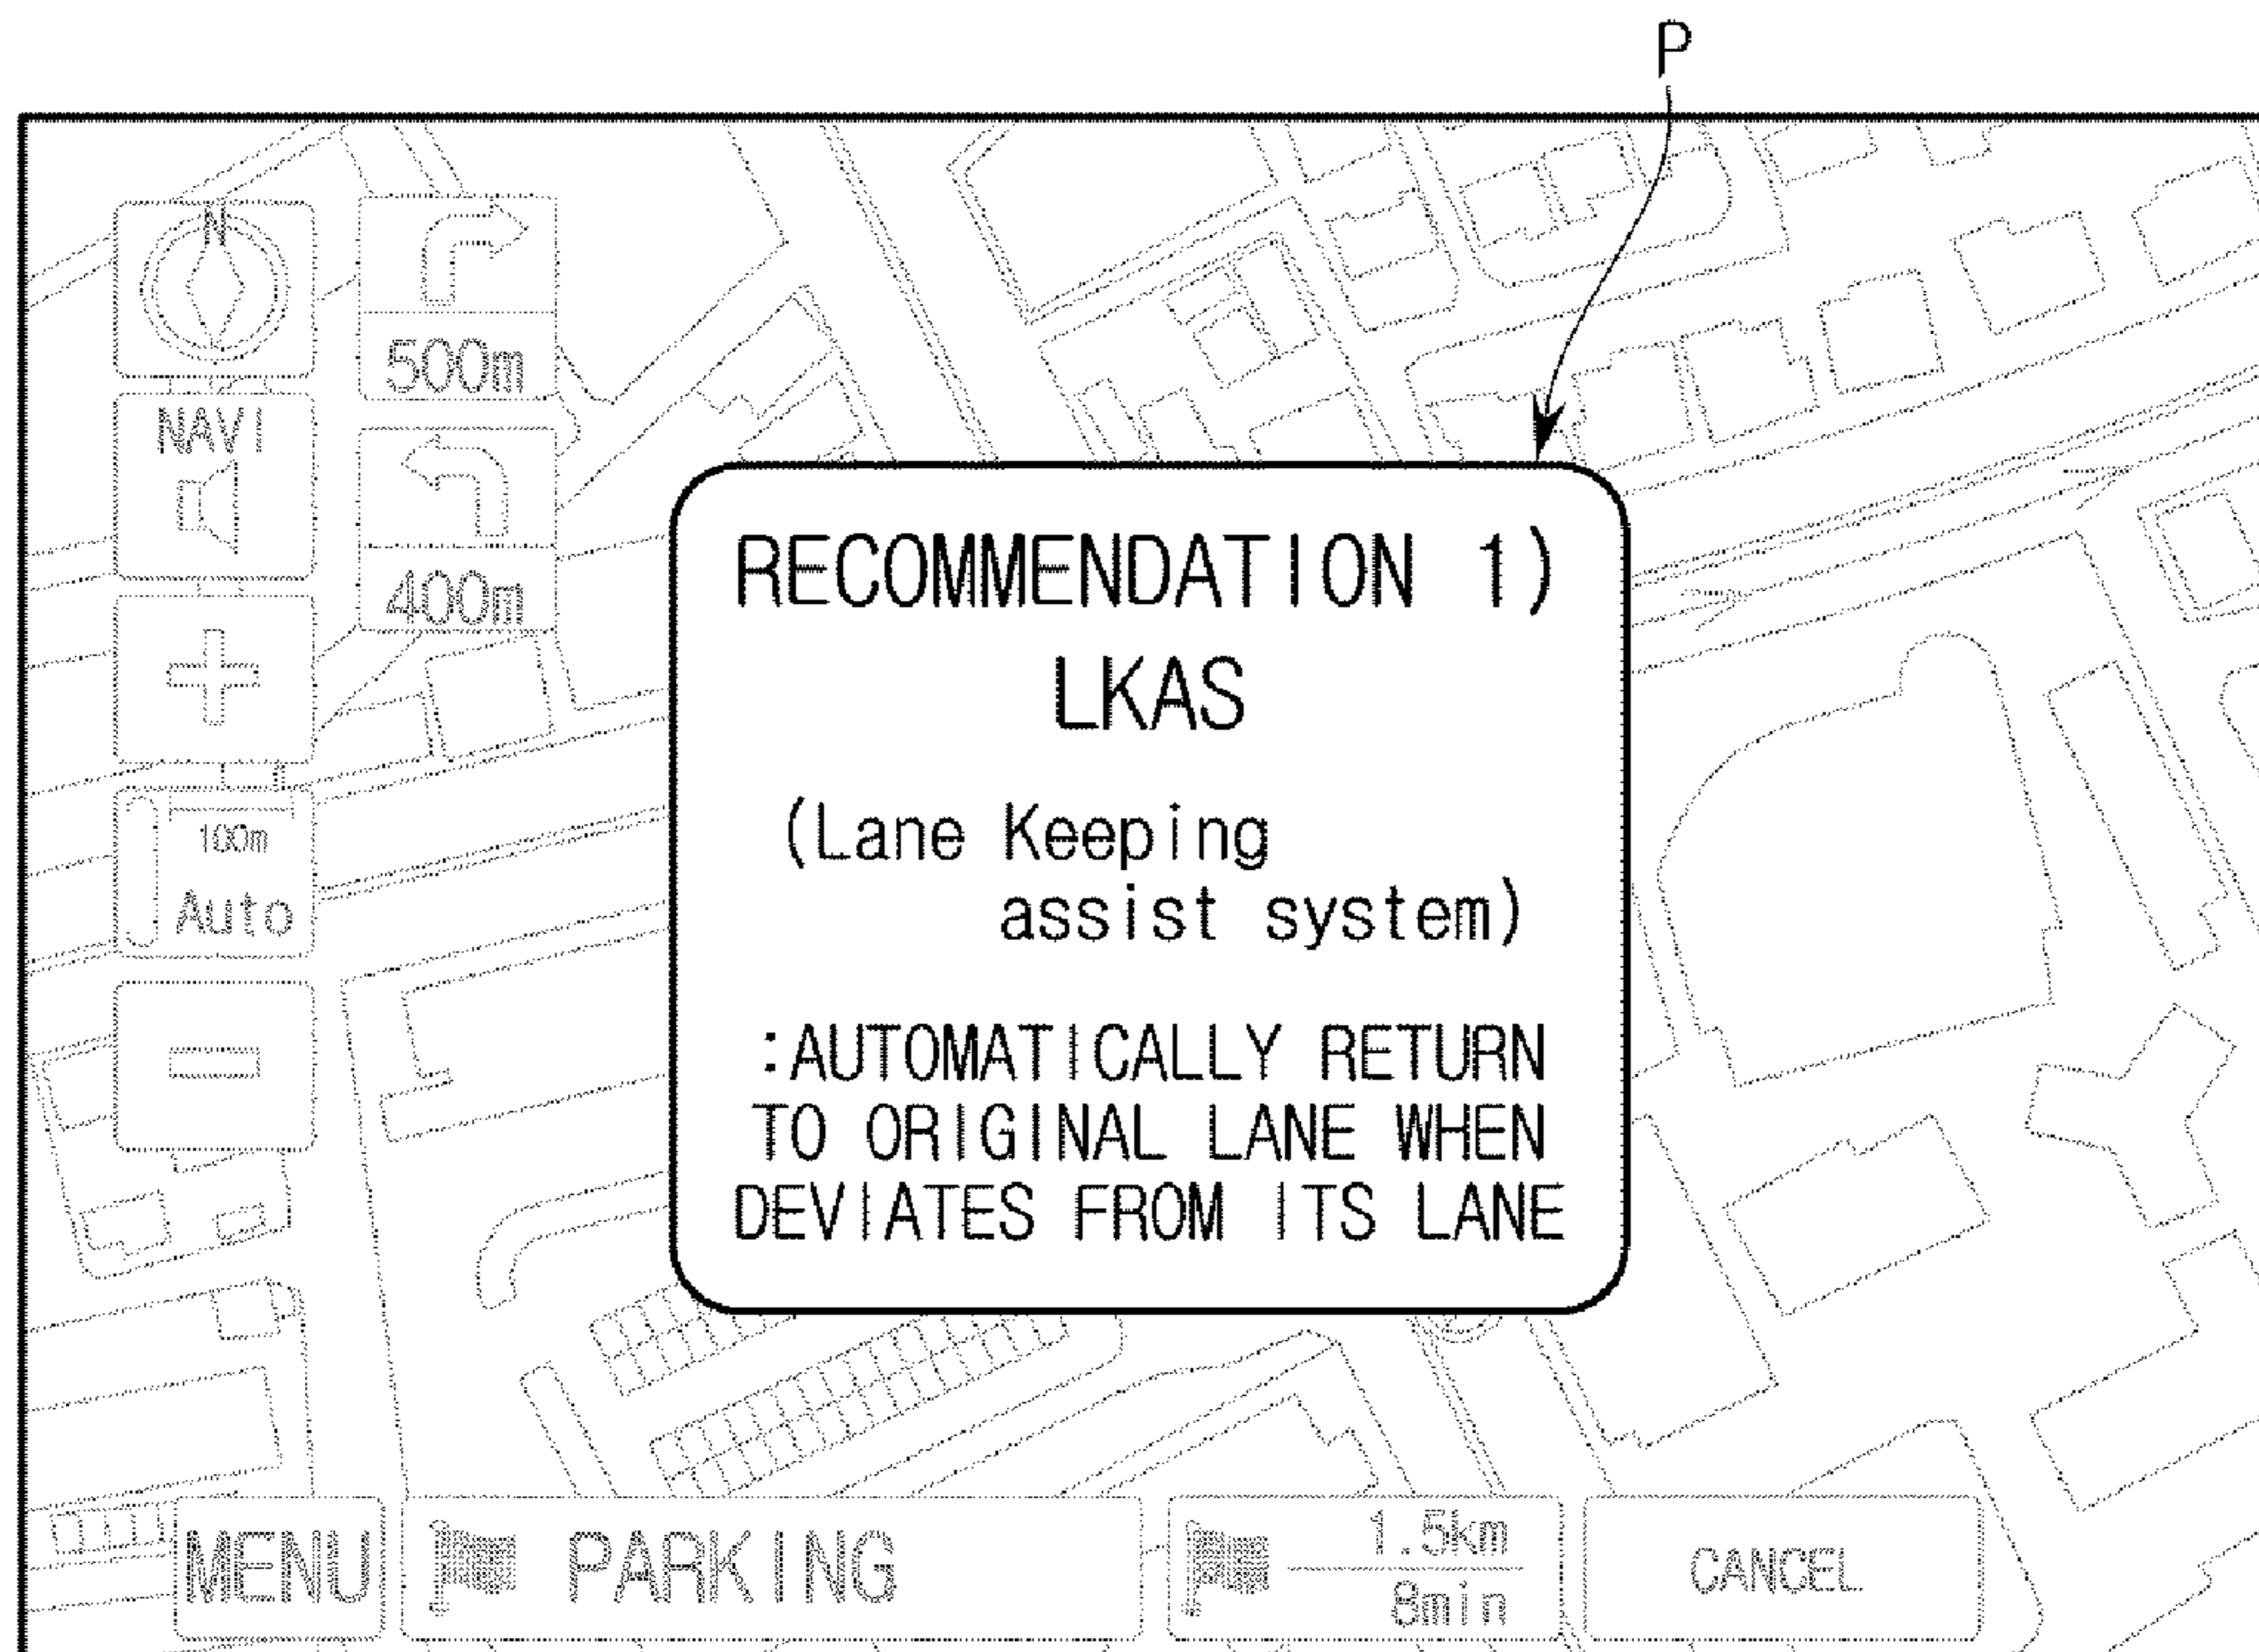 P
N
500m
NAVI
400m
100m
Auto
RECOMMENDATION 1)
LKAS
(Lane Keeping
assist system)
:AUTOMATICALLY RETURN
TO ORIGINAL LANE WHEN
DEVIATES FROM ITS LANE
MENU
PARKING
1.5km
8min
CANCEL